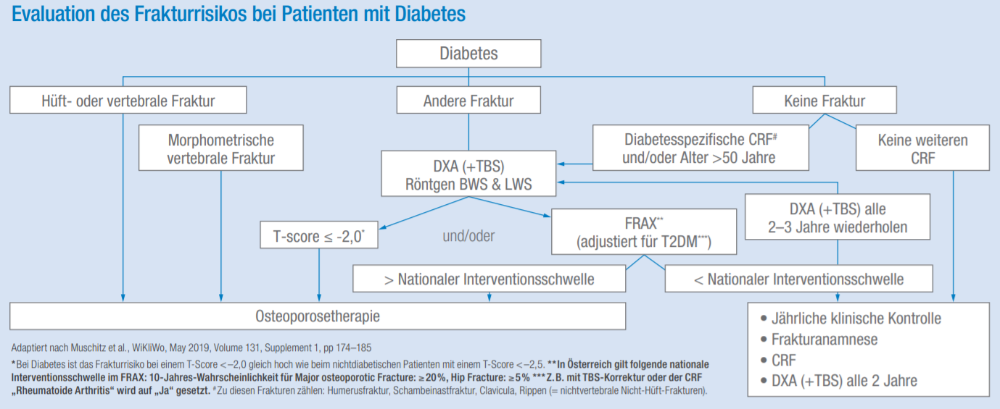 Evaluation des Frakturrisikos bei Patienten mit Diabetes
Diabetes
Hüft- oder vertebrale Fraktur
Andere Fraktur
Keine Fraktur
Morphometrische
vertebrale Fraktur
Diabetesspezifische CRF#
und/oder Alter >50 Jahre
Keine weiteren
CRF
DXA (+TBS)
Röntgen BWS & LWS
DXA (+TBS) alle
2–3 Jahre wiederholen
T-score ≤ -2,0*
und/oder
FRAX**
(adjustiert für T2DM***)
> Nationaler Interventionsschwelle
< Nationaler Interventionsschwelle
Osteoporosetherapie
• Jährliche klinische Kontrolle
• Frakturanamnese
• CRF
• DXA (+TBS) alle 2 Jahre
Adaptiert nach Muschitz et al., WiKliWo, May 2019, Volume 131, Supplement 1, pp 174–185
*Bei Diabetes ist das Frakturrisiko bei einem T-Score <–2,0 gleich hoch wie beim nichtdiabetischen Patienten mit einem T-Score <–2,5. **In Österreich gilt folgende nationale
Interventionsschwelle im FRAX: 10-Jahres-Wahrscheinlichkeit für Major osteoporotic Fracture: ≥20%, Hip Fracture: ≥5% ***Z.B. mit TBS-Korrektur oder der CRF
„Rheumatoide Arthritis“ wird auf „Ja“ gesetzt. #Zu diesen Frakturen zählen: Humerusfraktur, Schambeinastfraktur, Clavicula, Rippen (= nichtvertebrale Nicht-Hüft-Frakturen).